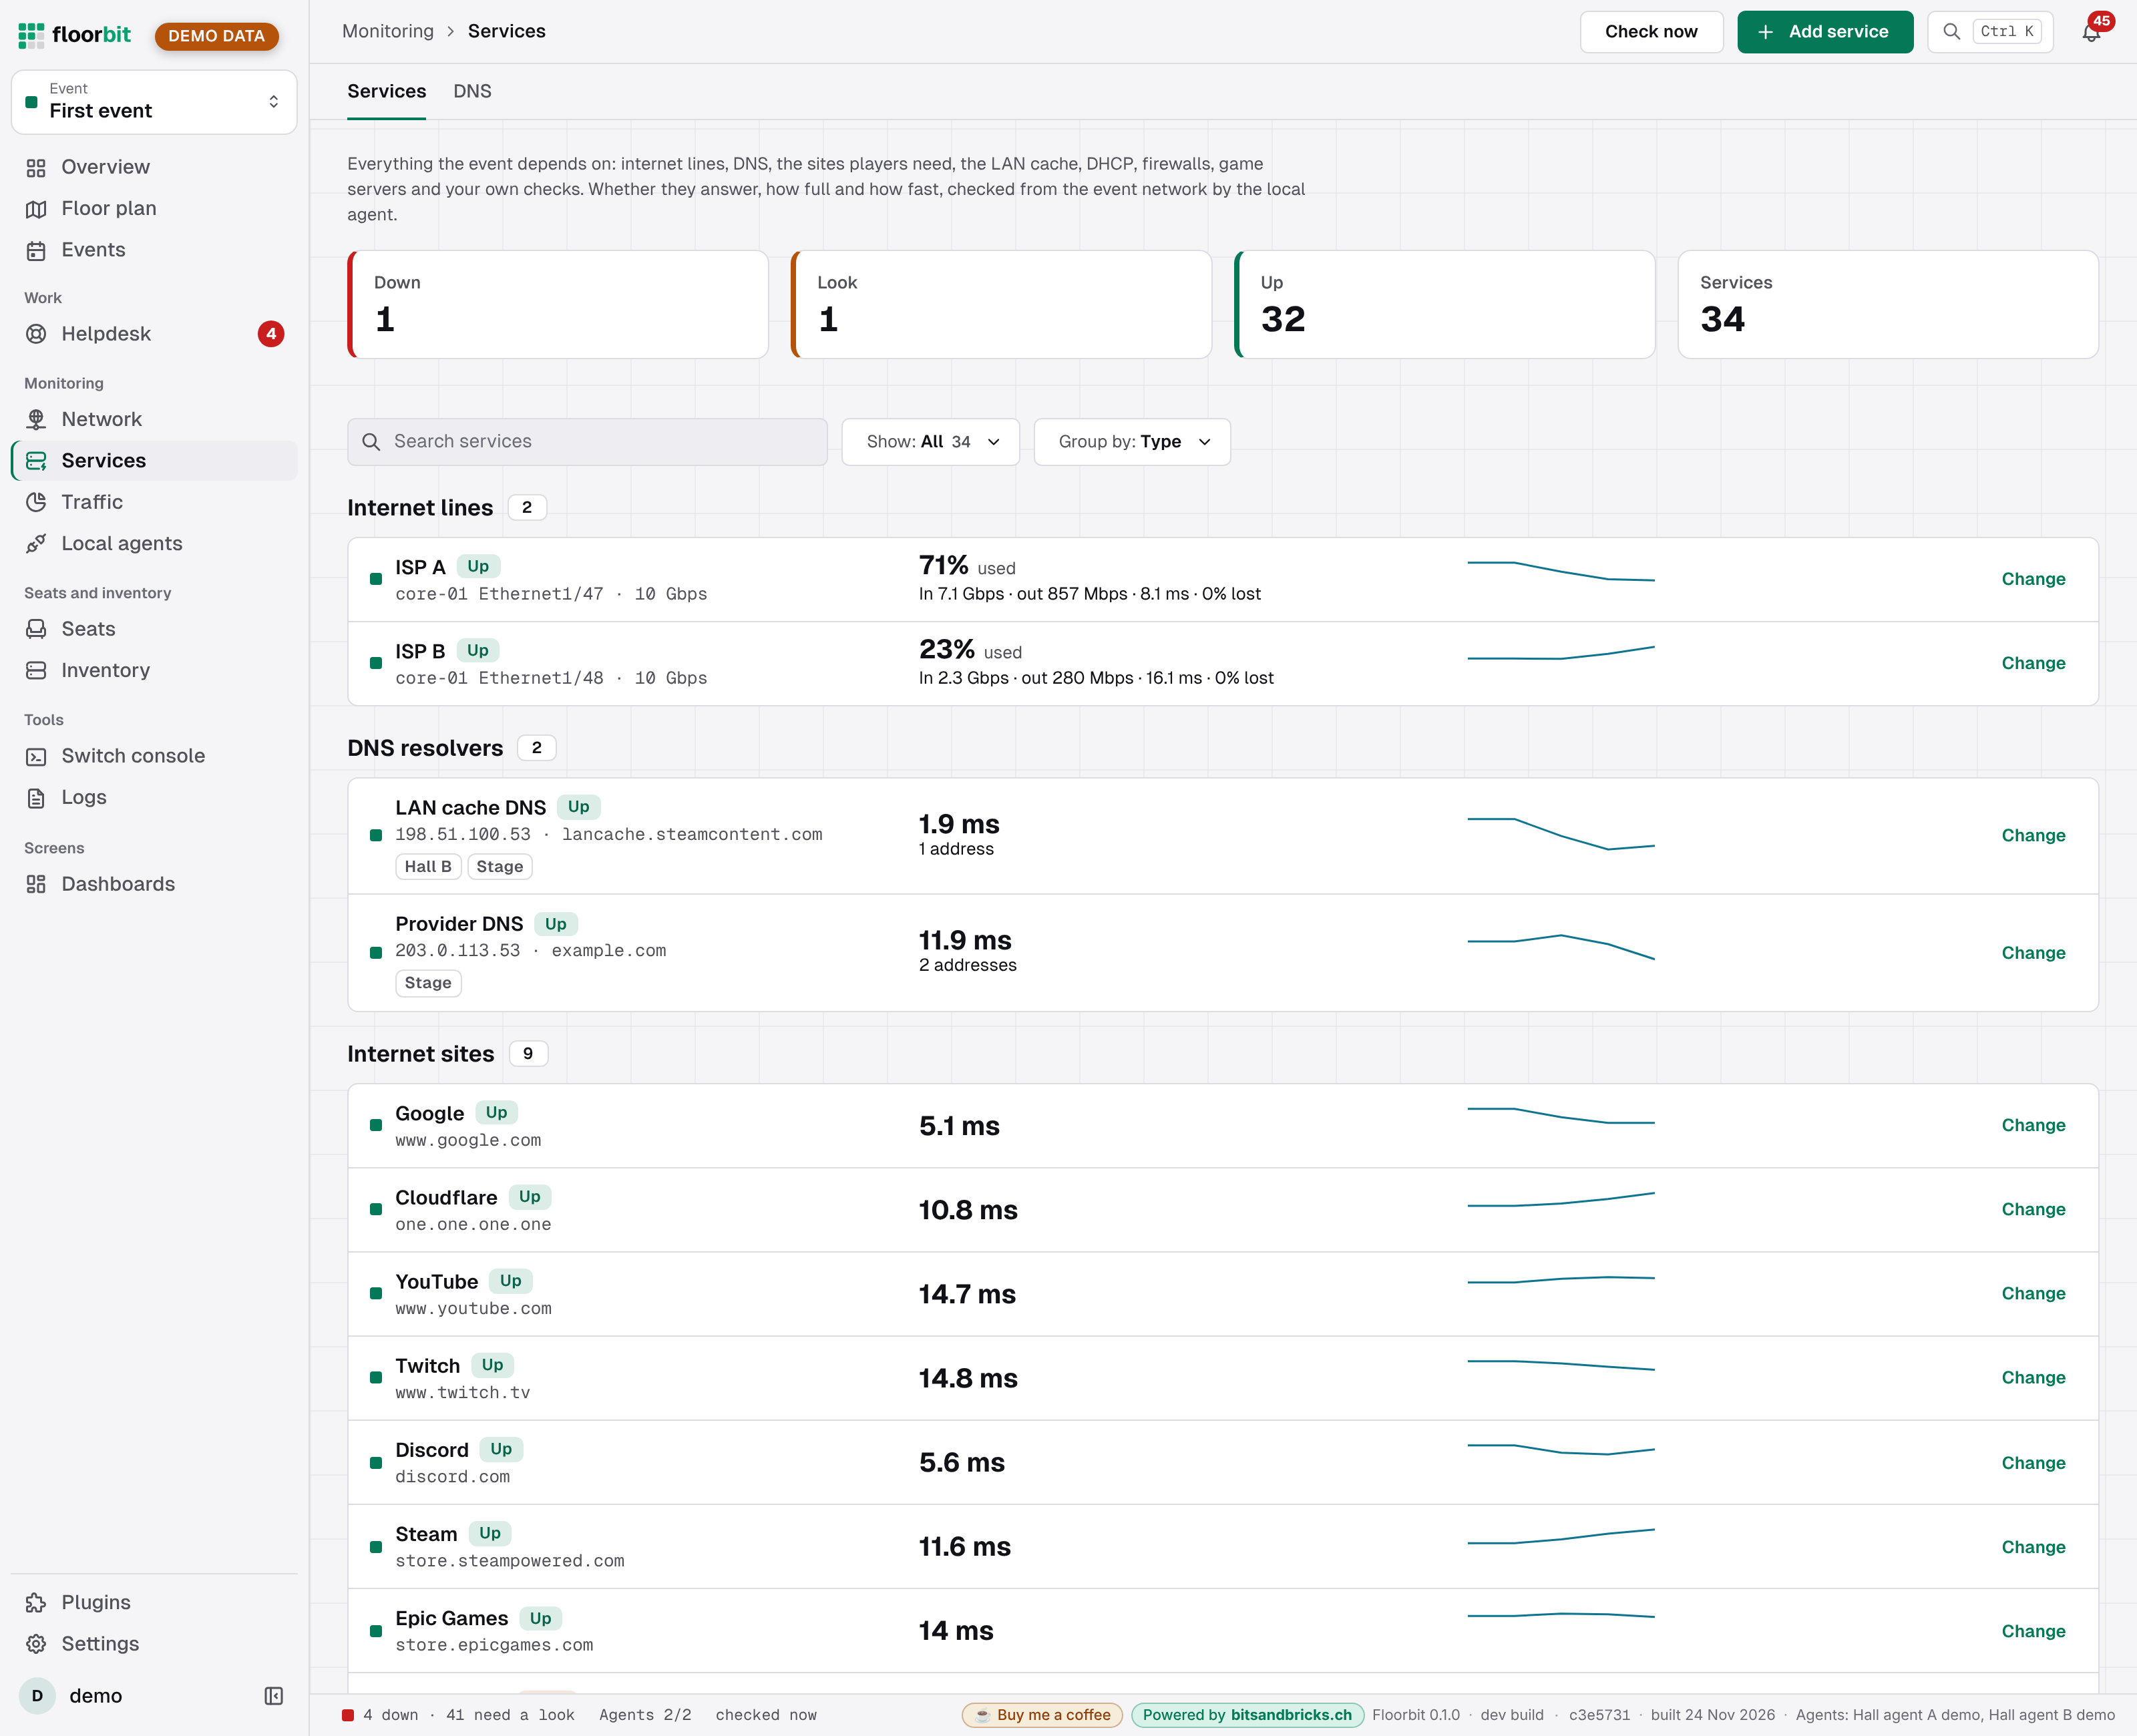 floorbit DEMO DATA
Event
First event
Overview
Floor plan
Events
Work
Helpdesk 4
Monitoring
Network
Services
Traffic
Local agents
Seats and inventory
Seats
Inventory
Tools
Switch console
Logs
Screens
Dashboards
Plugins
Settings
D demo
Monitoring > Services
Check now
+ Add service
Ctrl K
45
Services DNS
Everything the event depends on: internet lines, DNS, the sites players need, the LAN cache, DHCP, firewalls, game
servers and your own checks. Whether they answer, how full and how fast, checked from the event network by the local
agent.
Down
1
Look
1
Up
32
Services
34
Search services
Show: All 34
Group by: Type
Internet lines 2
ISP A Up
core-01 Ethernet1/47 · 10 Gbps
71% used
In 7.1 Gbps · out 857 Mbps · 8.1 ms · 0% lost
Change
ISP B Up
core-01 Ethernet1/48 · 10 Gbps
23% used
In 2.3 Gbps · out 280 Mbps · 16.1 ms · 0% lost
Change
DNS resolvers 2
LAN cache DNS Up
198.51.100.53 · lancache.steamcontent.com
Hall B Stage
1.9 ms
1 address
Change
Provider DNS Up
203.0.113.53 · example.com
Stage
11.9 ms
2 addresses
Change
Internet sites 9
Google Up
www.google.com
5.1 ms
Change
Cloudflare Up
one.one.one.one
10.8 ms
Change
YouTube Up
www.youtube.com
14.7 ms
Change
Twitch Up
www.twitch.tv
14.8 ms
Change
Discord Up
discord.com
5.6 ms
Change
Steam Up
store.steampowered.com
11.6 ms
Change
Epic Games Up
store.epicgames.com
14 ms
Change
4 down · 41 need a look Agents 2/2 checked now
Buy me a coffee
Powered by bitsandbricks.ch
Floorbit 0.1.0 · dev build · c3e5731 · built 24 Nov 2026 · Agents: Hall agent A demo, Hall agent B demo